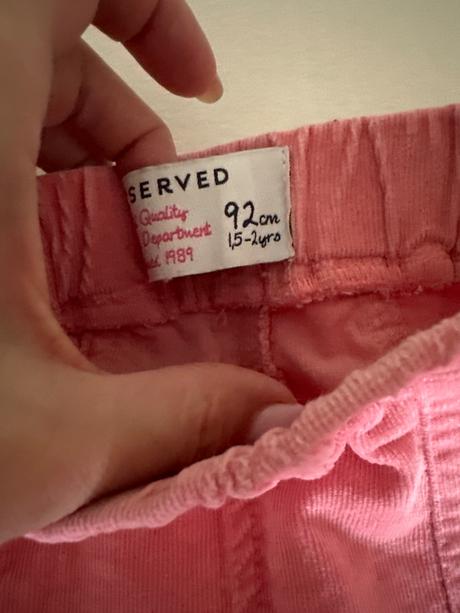 SERVED
Quality
Department
1989
92cm
1,5-2yrs